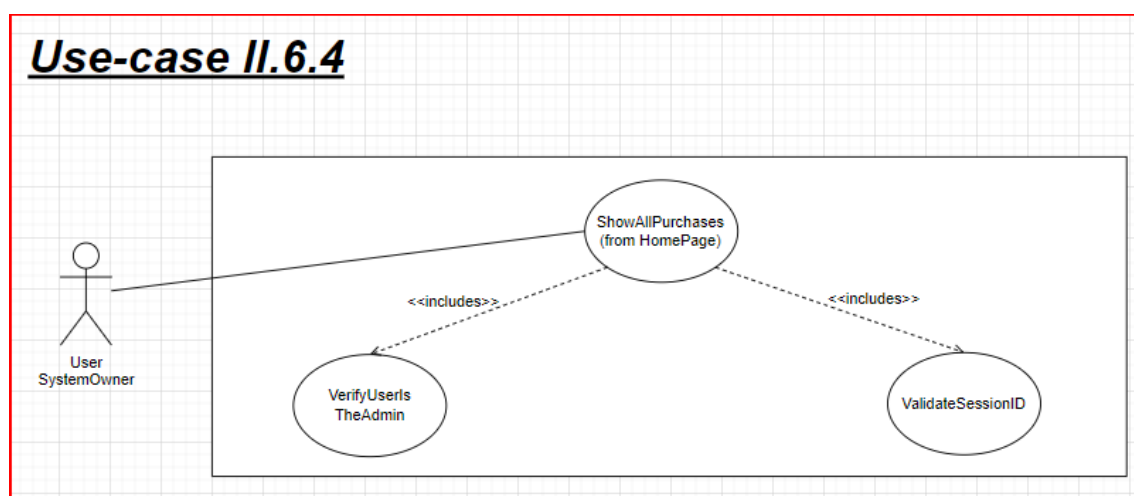 Use-case II.6.4
ShowAllPurchases
(from HomePage)
<<includes>>
<<includes>>
User
SystemOwner
VerifyUserIs
TheAdmin
ValidateSessionID